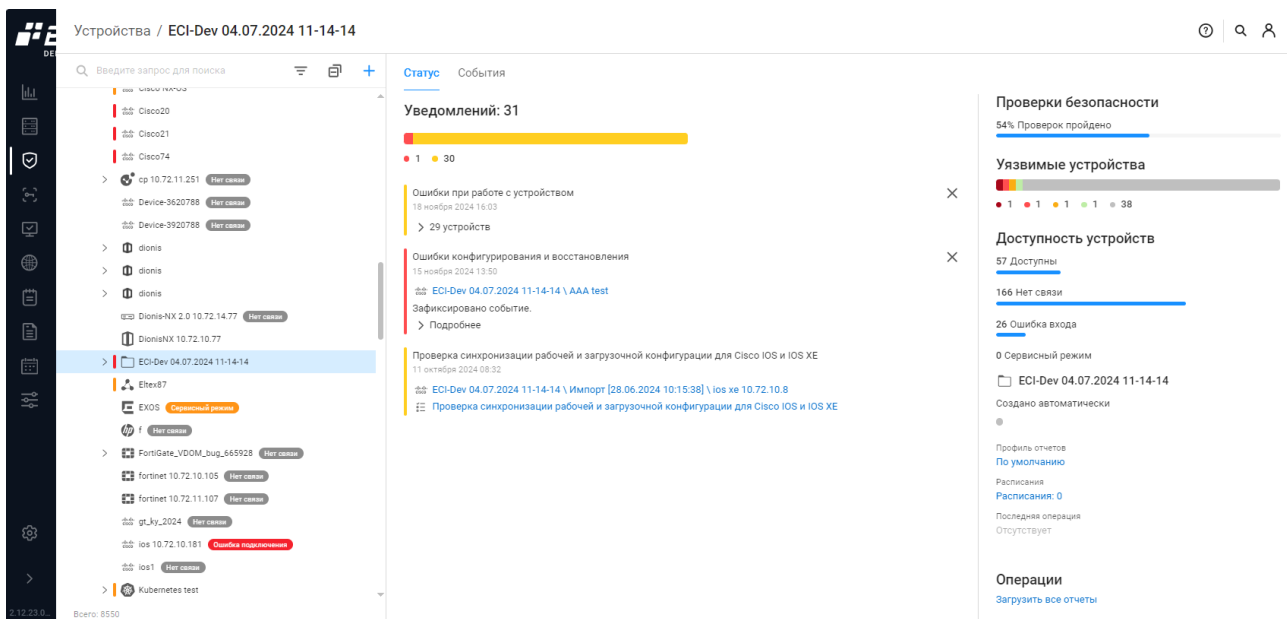 Устройства / ECI-Dev 04.07.2024 11-14-14
DE
Введите запрос для поиска
Cisco NX-OS
Cisco20
Cisco21
Cisco74
cp 10.72.11.251 Нет связи
Device-3620788 Нет связи
Device-3920788 Нет связи
dionis
dionis
dionis
Dionis-NX 2.0 10.72.14.77 Нет связи
DionisNX 10.72.10.77
ECI-Dev 04.07.2024 11-14-14
Eltex87
EXOS Сервисный режим
f Нет связи
FortiGate_VDOM_bug_665928 Нет связи
fortinet 10.72.10.105 Нет связи
fortinet 10.72.11.107 Нет связи
gt_ky_2024 Нет связи
ios 10.72.10.181 Ошибка подключения
ios1 Нет связи
Kubernetes test
Всего: 8550
2.12.23.0...
Статус События
Уведомлений: 31
1 30
Ошибки при работе с устройством
18 ноября 2024 16:03
29 устройств
Ошибки конфигурирования и восстановления
15 ноября 2024 13:50
ECI-Dev 04.07.2024 11-14-14 \ AAA test
Зафиксировано событие.
Подробнее
Проверка синхронизации рабочей и загрузочной конфигурации для Cisco IOS и IOS XE
11 октября 2024 08:32
ECI-Dev 04.07.2024 11-14-14 \ Импорт [28.06.2024 10:15:38] \ ios xe 10.72.10.8
Проверка синхронизации рабочей и загрузочной конфигурации для Cisco IOS и IOS XE
Проверки безопасности
54% Проверок пройдено
Уязвимые устройства
1 1 1 1 38
Доступность устройств
57 Доступны
166 Нет связи
26 Ошибка входа
0 Сервисный режим
ECI-Dev 04.07.2024 11-14-14
Создано автоматически
Профиль отчетов
По умолчанию
Расписания
Расписания: 0
Последняя операция
Отсутствует
Операции
Загрузить все отчеты